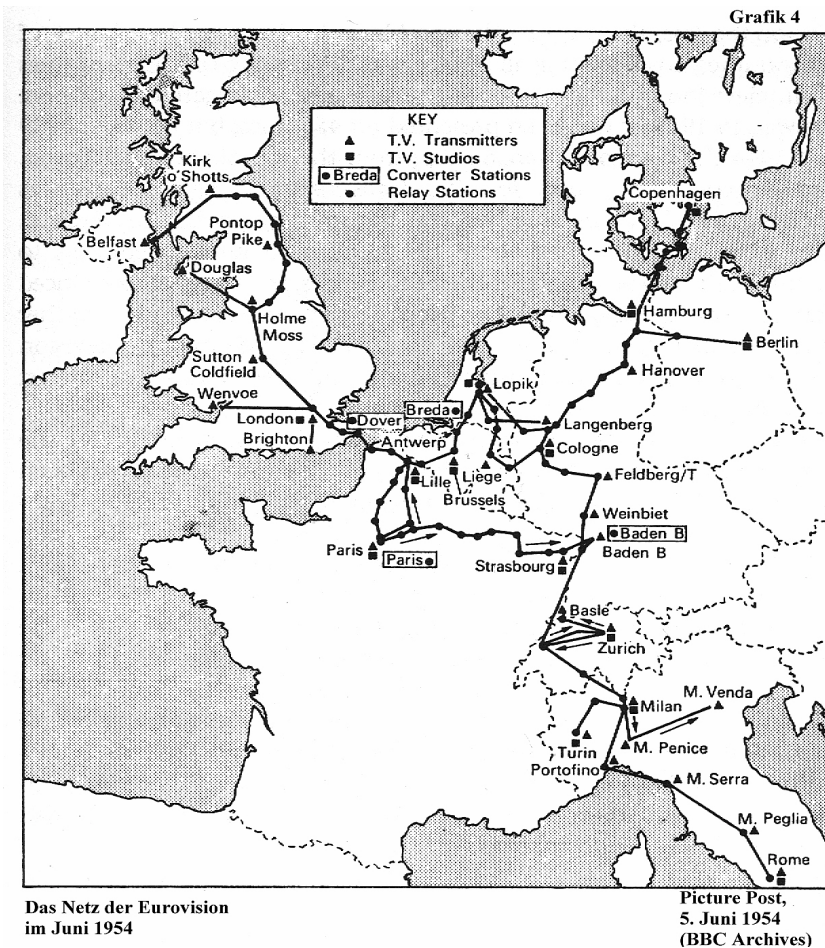 Grafik 4
KEY
T.V. Transmitters
T.V. Studios
Breda Converter Stations
Relay Stations
Kirk
o'Shotts
Copenhagen
Belfast
Pontop
Pike
Douglas
Hamburg
Holme
Moss
Berlin
Sutton
Coldfield
Hanover
Lopik
Wenvoe
Breda
London
Dover
Langenberg
Brighton
Antwerp
Cologne
Lille
Liege
Feldberg/T
Brussels
Weinbiet
Paris
Paris
Baden B
Baden B
Strasbourg
Basle
Zurich
Milan
M. Venda
Turin
M. Penice
Portofino
M. Serra
M. Peglia
Rome
Das Netz der Eurovision
im Juni 1954
Picture Post,
5. Juni 1954
(BBC Archives)